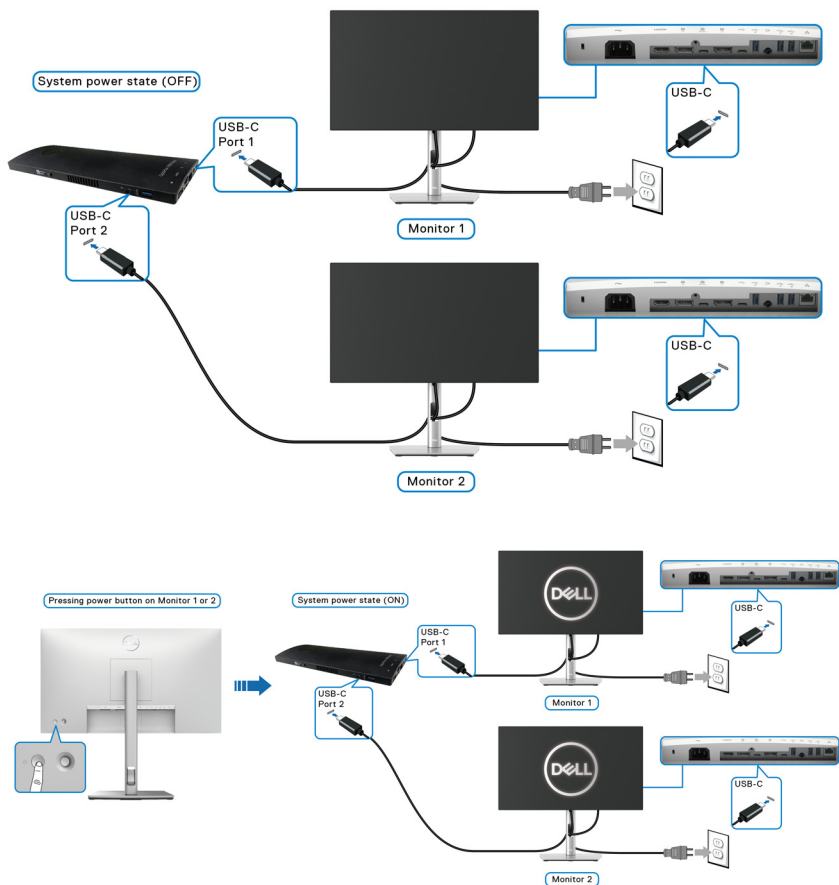 System power state (OFF)
USB-C
Port 1
USB-C
Monitor 1
USB-C
Port 2
USB-C
Monitor 2
Pressing power button on Monitor 1 or 2
System power state (ON)
USB-C
Port 1
DELL
USB-C
Monitor 1
USB-C
Port 2
DELL
USB-C
Monitor 2